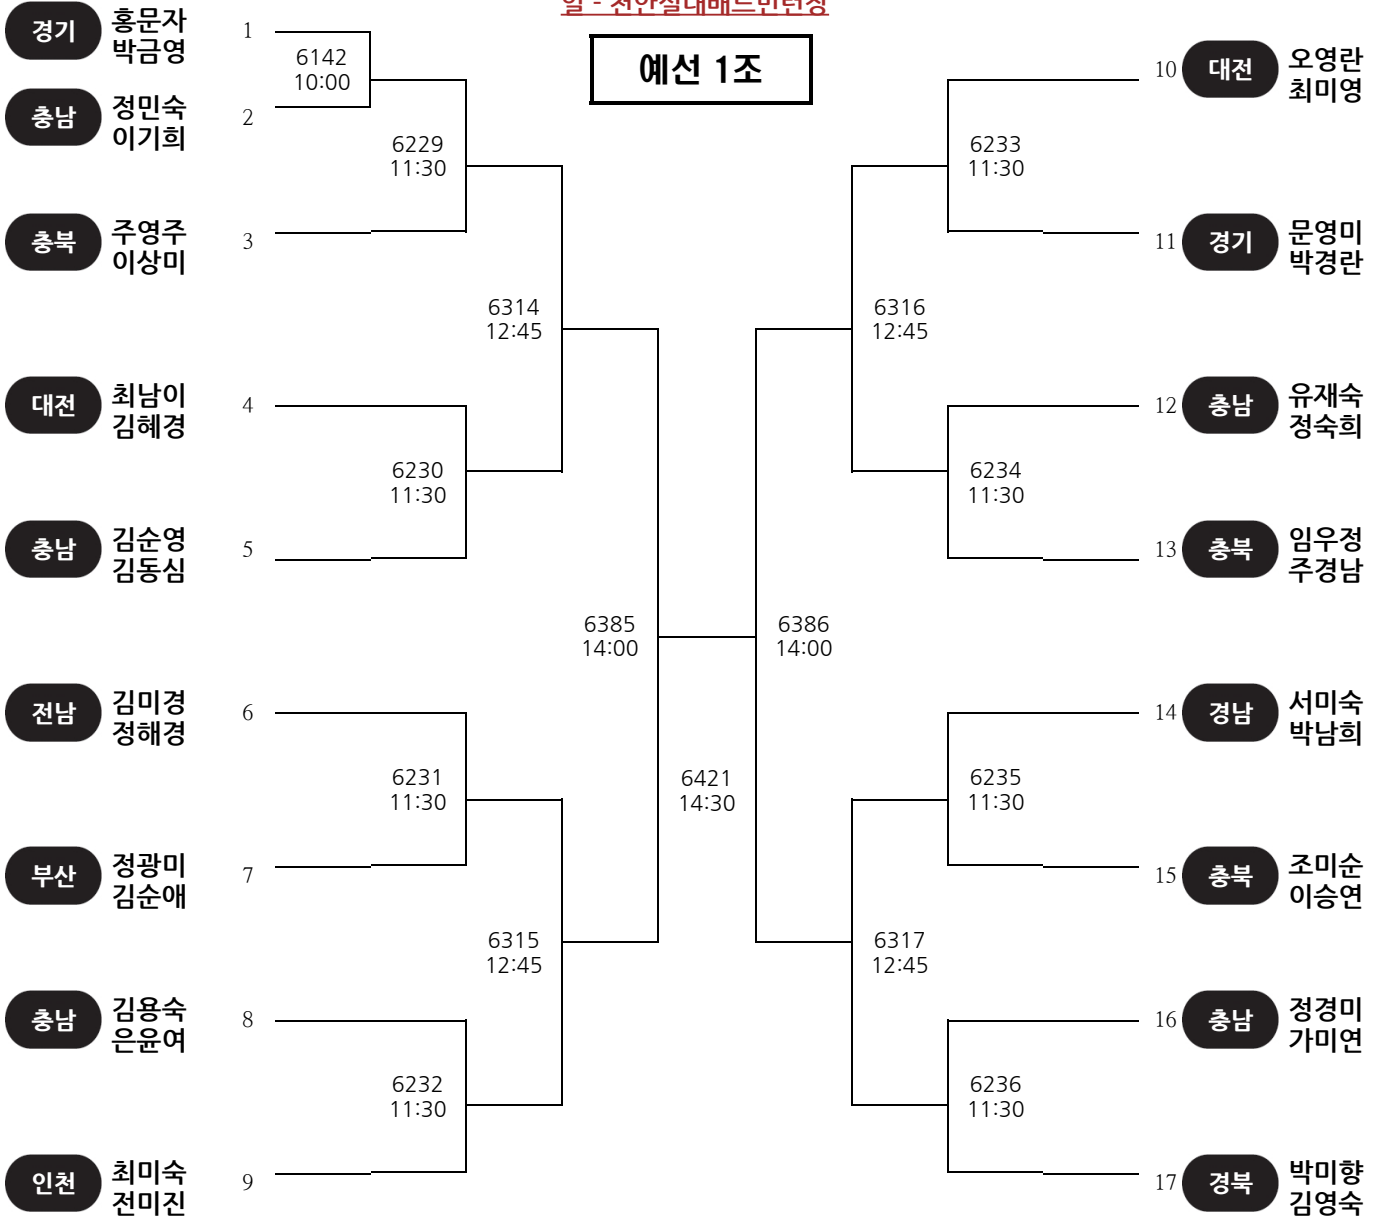 일 - 천안실내배드민턴장
예선 1조
경기 홍문자 박금영 1
충남 정민숙 이기희 2
6142
10:00
충북 주영주 이상미 3
6229
11:30
대전 최남이 김혜경 4
충남 김순영 김동심 5
6230
11:30
6314
12:45
전남 김미경 정해경 6
부산 정광미 김순애 7
6231
11:30
충남 김용숙 은윤여 8
인천 최미숙 전미진 9
6232
11:30
6315
12:45
6385
14:00
6421
14:30
6386
14:00
10 대전 오영란 최미영
11 경기 문영미 박경란
6233
11:30
6316
12:45
12 충남 유재숙 정숙희
13 충북 임우정 주경남
6234
11:30
14 경남 서미숙 박남희
15 충북 조미순 이승연
6235
11:30
6317
12:45
16 충남 정경미 가미연
17 경북 박미향 김영숙
6236
11:30